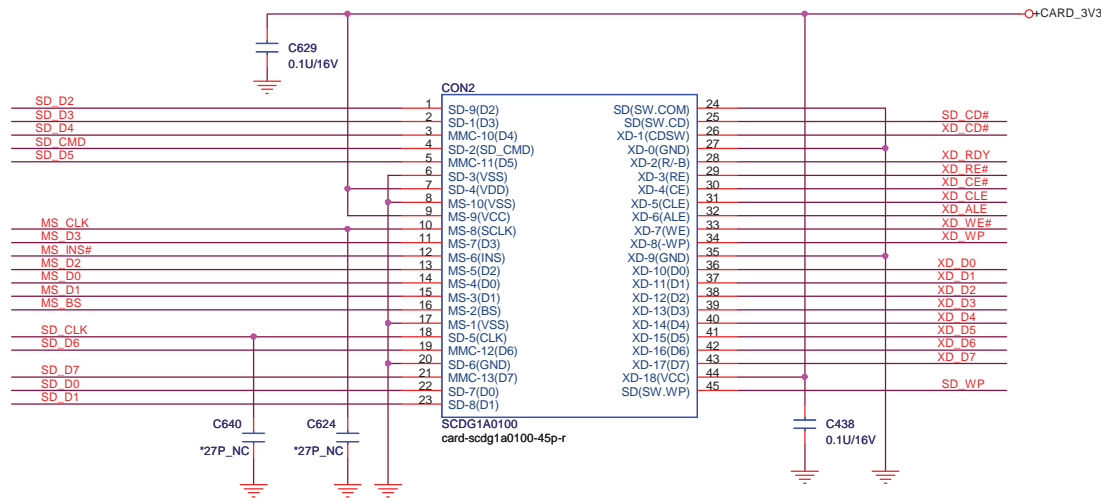 +CARD_3V3
C629
0.1U/16V
CON2
SD_D2 1 SD-9(D2) SD(SW.COM) 24
SD_D3 2 SD-1(D3) SD(SW.CD) 25 SD_CD#
SD_D4 3 MMC-10(D4) XD-1(CDSW) 26 XD_CD#
SD_CMD 4 SD-2(SD_CMD) XD-0(GND) 27
SD_D5 5 MMC-11(D5) XD-2(R/-B) 28 XD_RDY
6 SD-3(VSS) XD-3(RE) 29 XD_RE#
7 SD-4(VDD) XD-4(CE) 30 XD_CE#
8 MS-10(VSS) XD-5(CLE) 31 XD_CLE
9 MS-9(VCC) XD-6(ALE) 32 XD_ALE
MS_CLK 10 MS-8(SCLK) XD-7(WE) 33 XD_WE#
MS_D3 11 MS-7(D3) XD-8(-WP) 34 XD_WP
MS_INS# 12 MS-6(INS) XD-9(GND) 35
MS_D2 13 MS-5(D2) XD-10(D0) 36 XD_D0
MS_D0 14 MS-4(D0) XD-11(D1) 37 XD_D1
MS_D1 15 MS-3(D1) XD-12(D2) 38 XD_D2
MS_BS 16 MS-2(BS) XD-13(D3) 39 XD_D3
17 MS-1(VSS) XD-14(D4) 40 XD_D4
SD_CLK 18 SD-5(CLK) XD-15(D5) 41 XD_D5
SD_D6 19 MMC-12(D6) XD-16(D6) 42 XD_D6
20 SD-6(GND) XD-17(D7) 43 XD_D7
SD_D7 21 MMC-13(D7) XD-18(VCC) 44
SD_D0 22 SD-7(D0) SD(SW.WP) 45 SD_WP
SD_D1 23 SD-8(D1)
SCDG1A0100
card-scdg1a0100-45p-r
C640
*27P_NC
C624
*27P_NC
C438
0.1U/16V